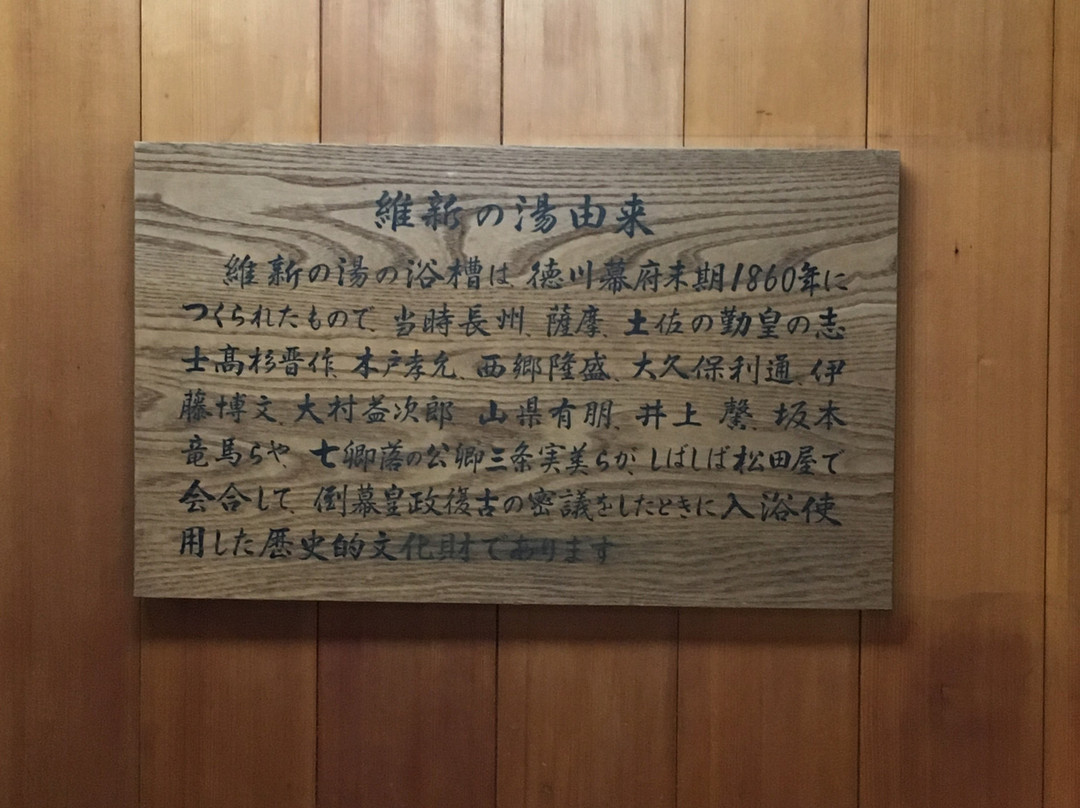 維新の湯由来
維新の湯の浴槽は、徳川幕府末期1860年に
つくられたもので、当時長州、薩摩、土佐の勤皇の志
士高杉晋作、木戸孝允、西郷隆盛、大久保利通、伊
藤博文、大村益次郎、山県有朋、井上馨、坂本
竜馬らや、七卿落の公卿三条実美らが、しばしば松田屋で
会合して、倒幕皇政復古の密議をしたときに入浴使
用した歴史的文化財であります